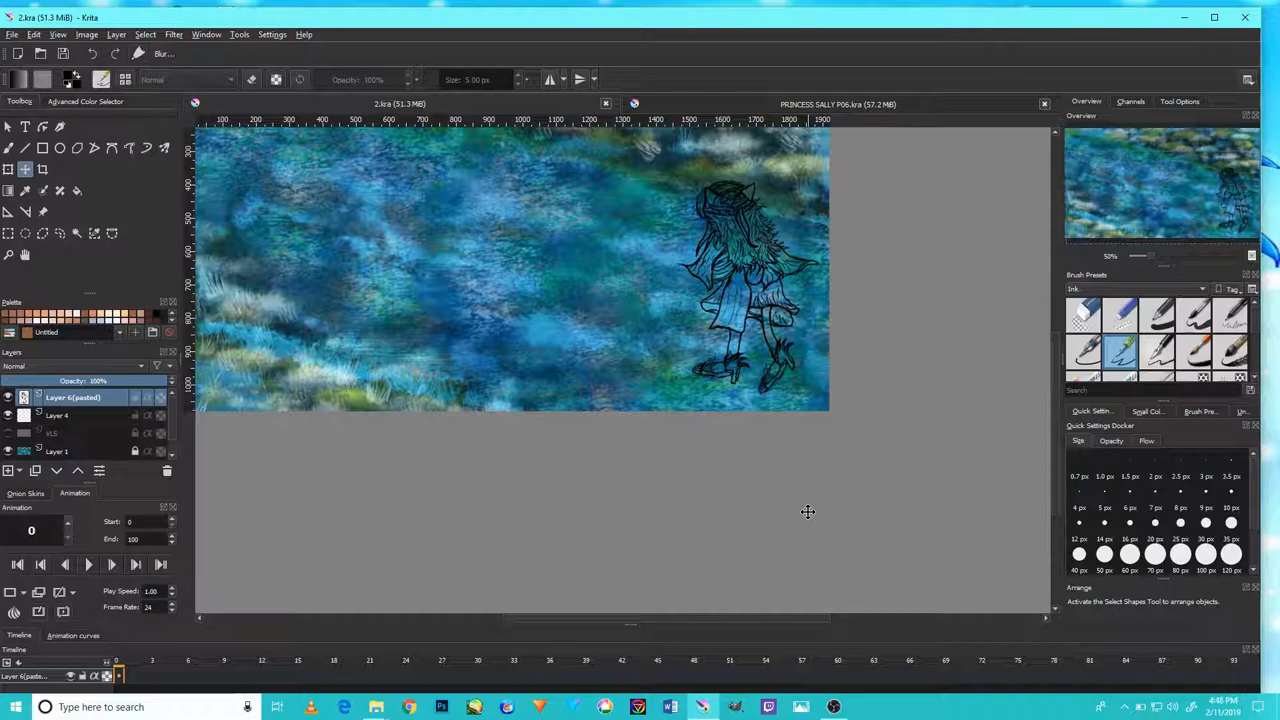 2.kra (51.3 MiB) - Krita
File Edit View Image Layer Select Filter Window Tools Settings Help
Blur...
Normal Opacity: 100% Size: 5.00 px
Toolbox Advanced Color Selector
2.kra (51.3 MiB) PRINCESS SALLY P06.kra (57.2 MiB)
Overview Channels Tool Options
Overview
100 200 300 400 500 600 700 800 900 1000 1100 1200 1300 1400 1500 1600 1700 1800 1900
300 400 500 600 700 800 900 1000
50%
Brush Presets
Ink Tag
Palette
Untitled
Layers
Normal
Opacity: 100%
Layer 6(pasted)
Layer 4
VLS
Layer 1
Search
Quick Settin... Small Col... Brush Pre... Un...
Quick Settings Docker
Size Opacity Flow
0.7 px 1.0 px 1.5 px 2 px 2.5 px 3 px 3.5 px
4 px 5 px 6 px 7 px 8 px 9 px 10 px
12 px 14 px 16 px 20 px 25 px 30 px 35 px
40 px 50 px 60 px 70 px 80 px 100 px 120 px
Onion Skins Animation
Animation
0
Start: 0
End: 100
Play Speed: 1.00
Frame Rate: 24
Arrange
Activate the Select Shapes Tool to arrange objects.
Timeline Animation curves
Timeline
0 3 6 9 12 15 18 21 24 27 30 33 36 39 42 45 48 51 54 57 60 63 66 69 72 75 78 81 84 87 90 93
Layer 6(paste...
Type here to search
4:48 PM
2/11/2019